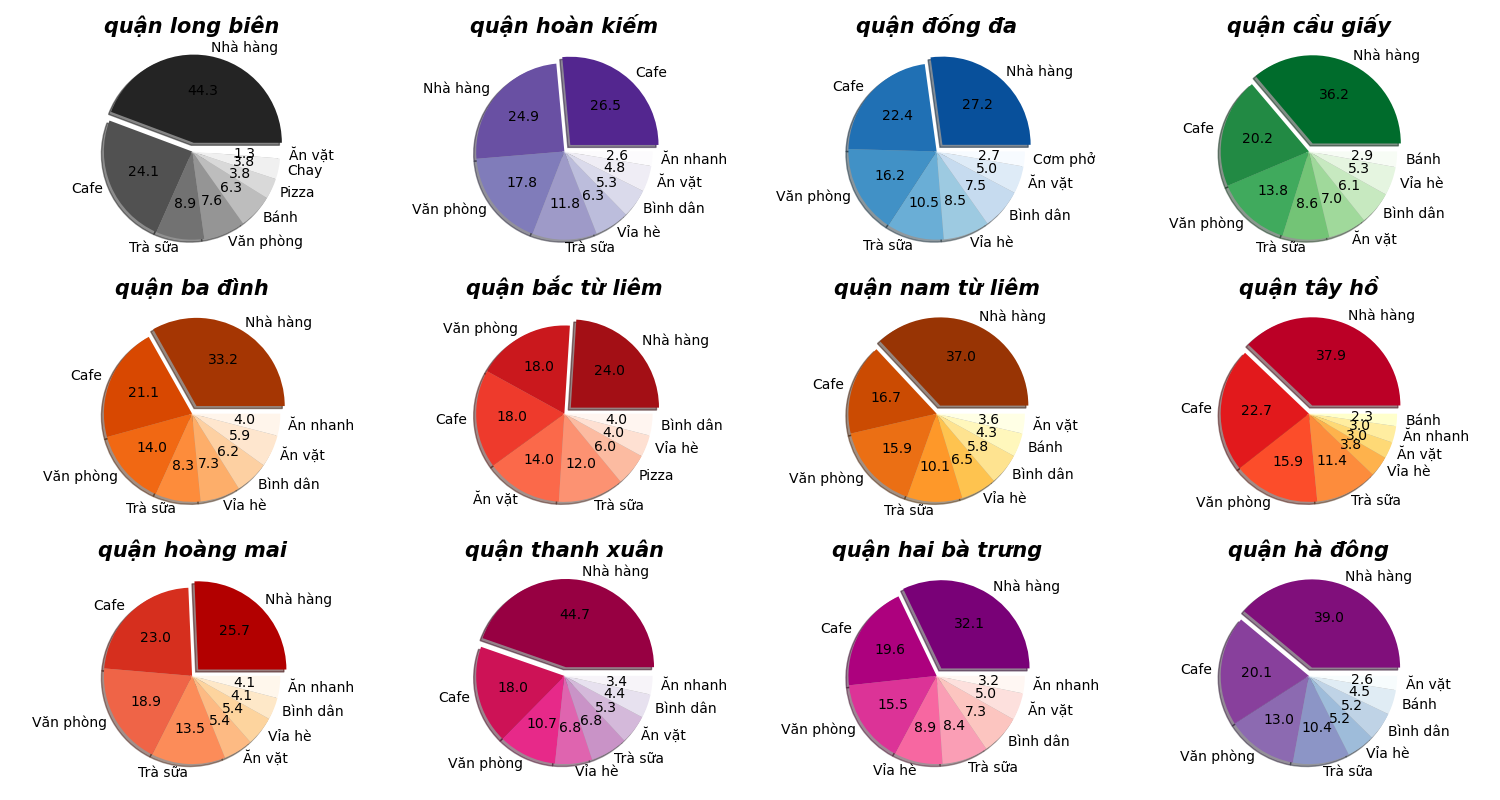 quận long biên
Nhà hàng
44.3
Cafe
24.1
Trà sữa
8.9
Văn phòng
7.6
Bánh
6.3
Pizza
3.8
Chay
3.8
Ăn vặt
1.3
quận hoàn kiếm
Cafe
26.5
Nhà hàng
24.9
Văn phòng
17.8
Trà sữa
11.8
Vỉa hè
6.3
Bình dân
5.3
Ăn vặt
4.8
Ăn nhanh
2.6
quận đống đa
Nhà hàng
27.2
Cafe
22.4
Văn phòng
16.2
Trà sữa
10.5
Vỉa hè
8.5
Bình dân
7.5
Ăn vặt
5.0
Cơm phở
2.7
quận cầu giấy
Nhà hàng
36.2
Cafe
20.2
Văn phòng
13.8
Trà sữa
8.6
Ăn vặt
7.0
Bình dân
6.1
Vỉa hè
5.3
Bánh
2.9
quận ba đình
Nhà hàng
33.2
Cafe
21.1
Văn phòng
14.0
Trà sữa
8.3
Vỉa hè
7.3
Bình dân
6.2
Ăn vặt
5.9
Ăn nhanh
4.0
quận bắc từ liêm
Nhà hàng
24.0
Văn phòng
18.0
Cafe
18.0
Ăn vặt
14.0
Trà sữa
12.0
Pizza
6.0
Vỉa hè
4.0
Bình dân
4.0
quận nam từ liêm
Nhà hàng
37.0
Cafe
16.7
Văn phòng
15.9
Trà sữa
10.1
Vỉa hè
6.5
Bình dân
5.8
Bánh
4.3
Ăn vặt
3.6
quận tây hồ
Nhà hàng
37.9
Cafe
22.7
Văn phòng
15.9
Trà sữa
11.4
Vỉa hè
3.8
Ăn vặt
3.0
Ăn nhanh
3.0
Bánh
2.3
quận hoàng mai
Nhà hàng
25.7
Cafe
23.0
Văn phòng
18.9
Trà sữa
13.5
Ăn vặt
5.4
Vỉa hè
5.4
Bình dân
4.1
Ăn nhanh
4.1
quận thanh xuân
Nhà hàng
44.7
Cafe
18.0
Văn phòng
10.7
Vỉa hè
6.8
Trà sữa
6.8
Ăn vặt
5.3
Bình dân
4.4
Ăn nhanh
3.4
quận hai bà trưng
Nhà hàng
32.1
Cafe
19.6
Văn phòng
15.5
Vỉa hè
8.9
Trà sữa
8.4
Bình dân
7.3
Ăn vặt
5.0
Ăn nhanh
3.2
quận hà đông
Nhà hàng
39.0
Cafe
20.1
Văn phòng
13.0
Trà sữa
10.4
Vỉa hè
5.2
Bình dân
5.2
Bánh
4.5
Ăn vặt
2.6